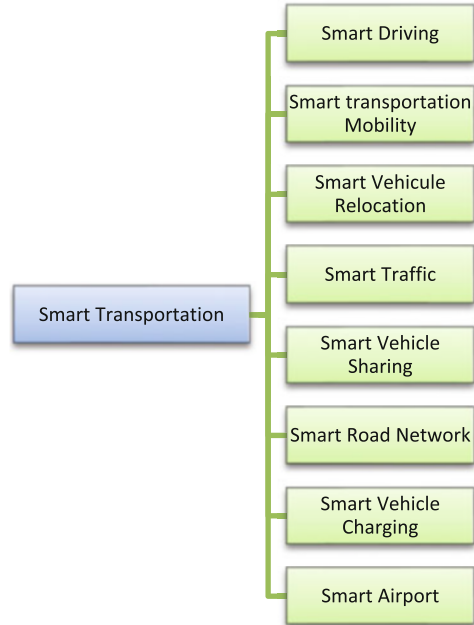 Smart Driving
Smart transportation
Mobility
Smart Vehicule
Relocation
Smart Traffic
Smart Transportation
Smart Vehicle
Sharing
Smart Road Network
Smart Vehicle
Charging
Smart Airport